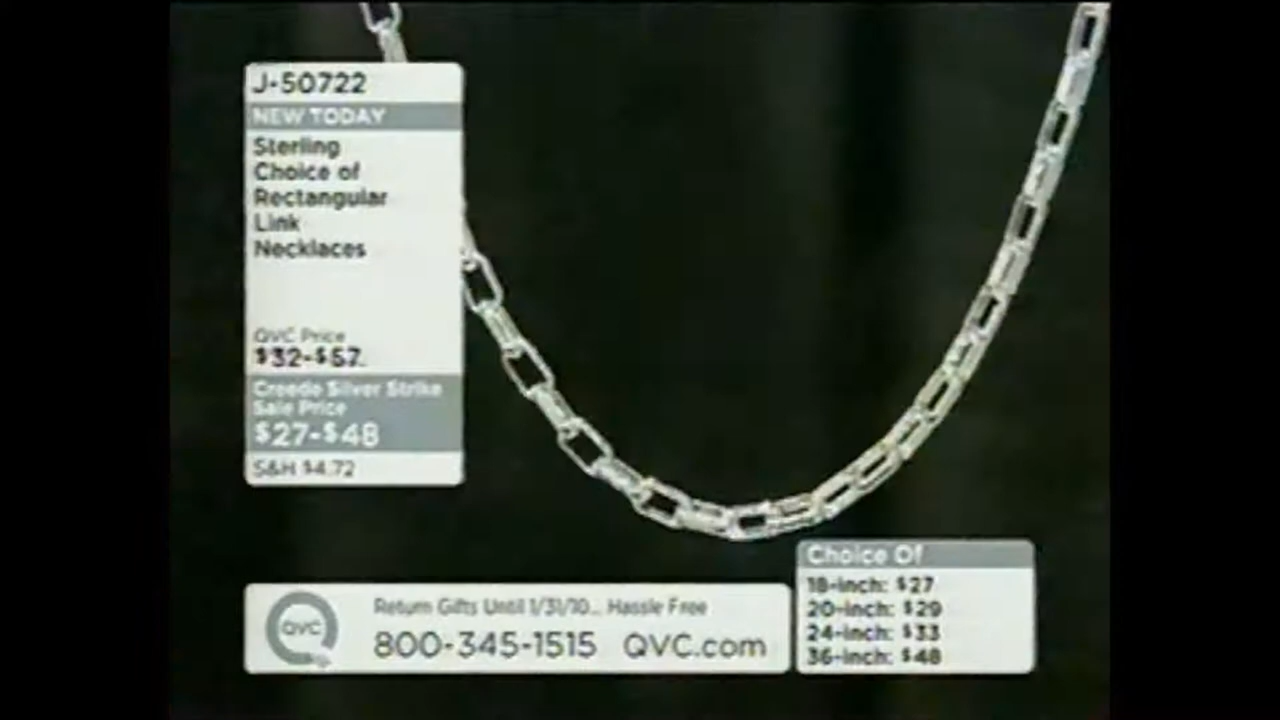 J-50722
NEW TODAY
Sterling
Choice of
Rectangular
Link
Necklaces
QVC Price
$32-$57
Creedo Silver Strike
Sale Price
$27-$48
S&H $4.72
Choice Of
18-inch: $27
20-inch: $29
24-inch: $33
36-inch: $48
QVC
Return Gifts Until 1/31/10... Hassle Free
800-345-1515 QVC.com